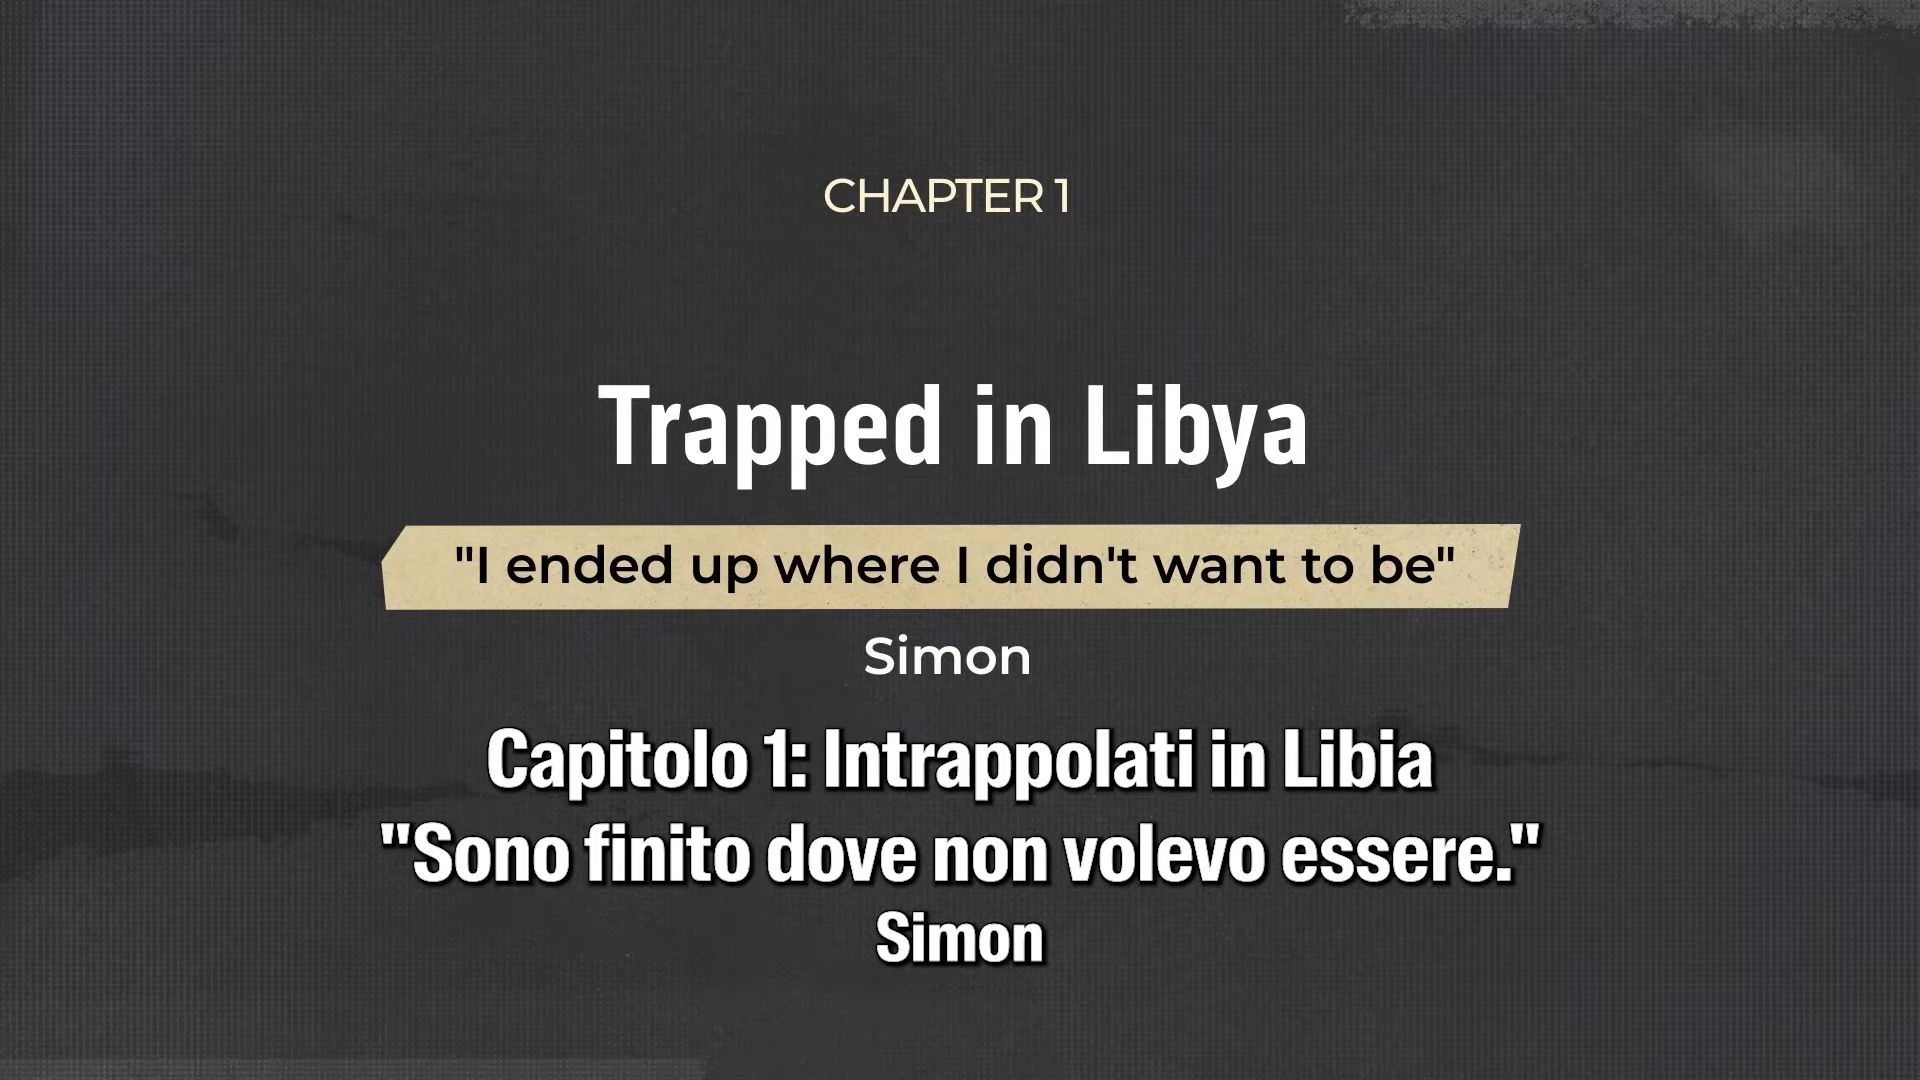 CHAPTER 1
Trapped in Libya
"I ended up where I didn't want to be"
Simon
Capitolo 1: Intrappolati in Libia
"Sono finito dove non volevo essere."
Simon